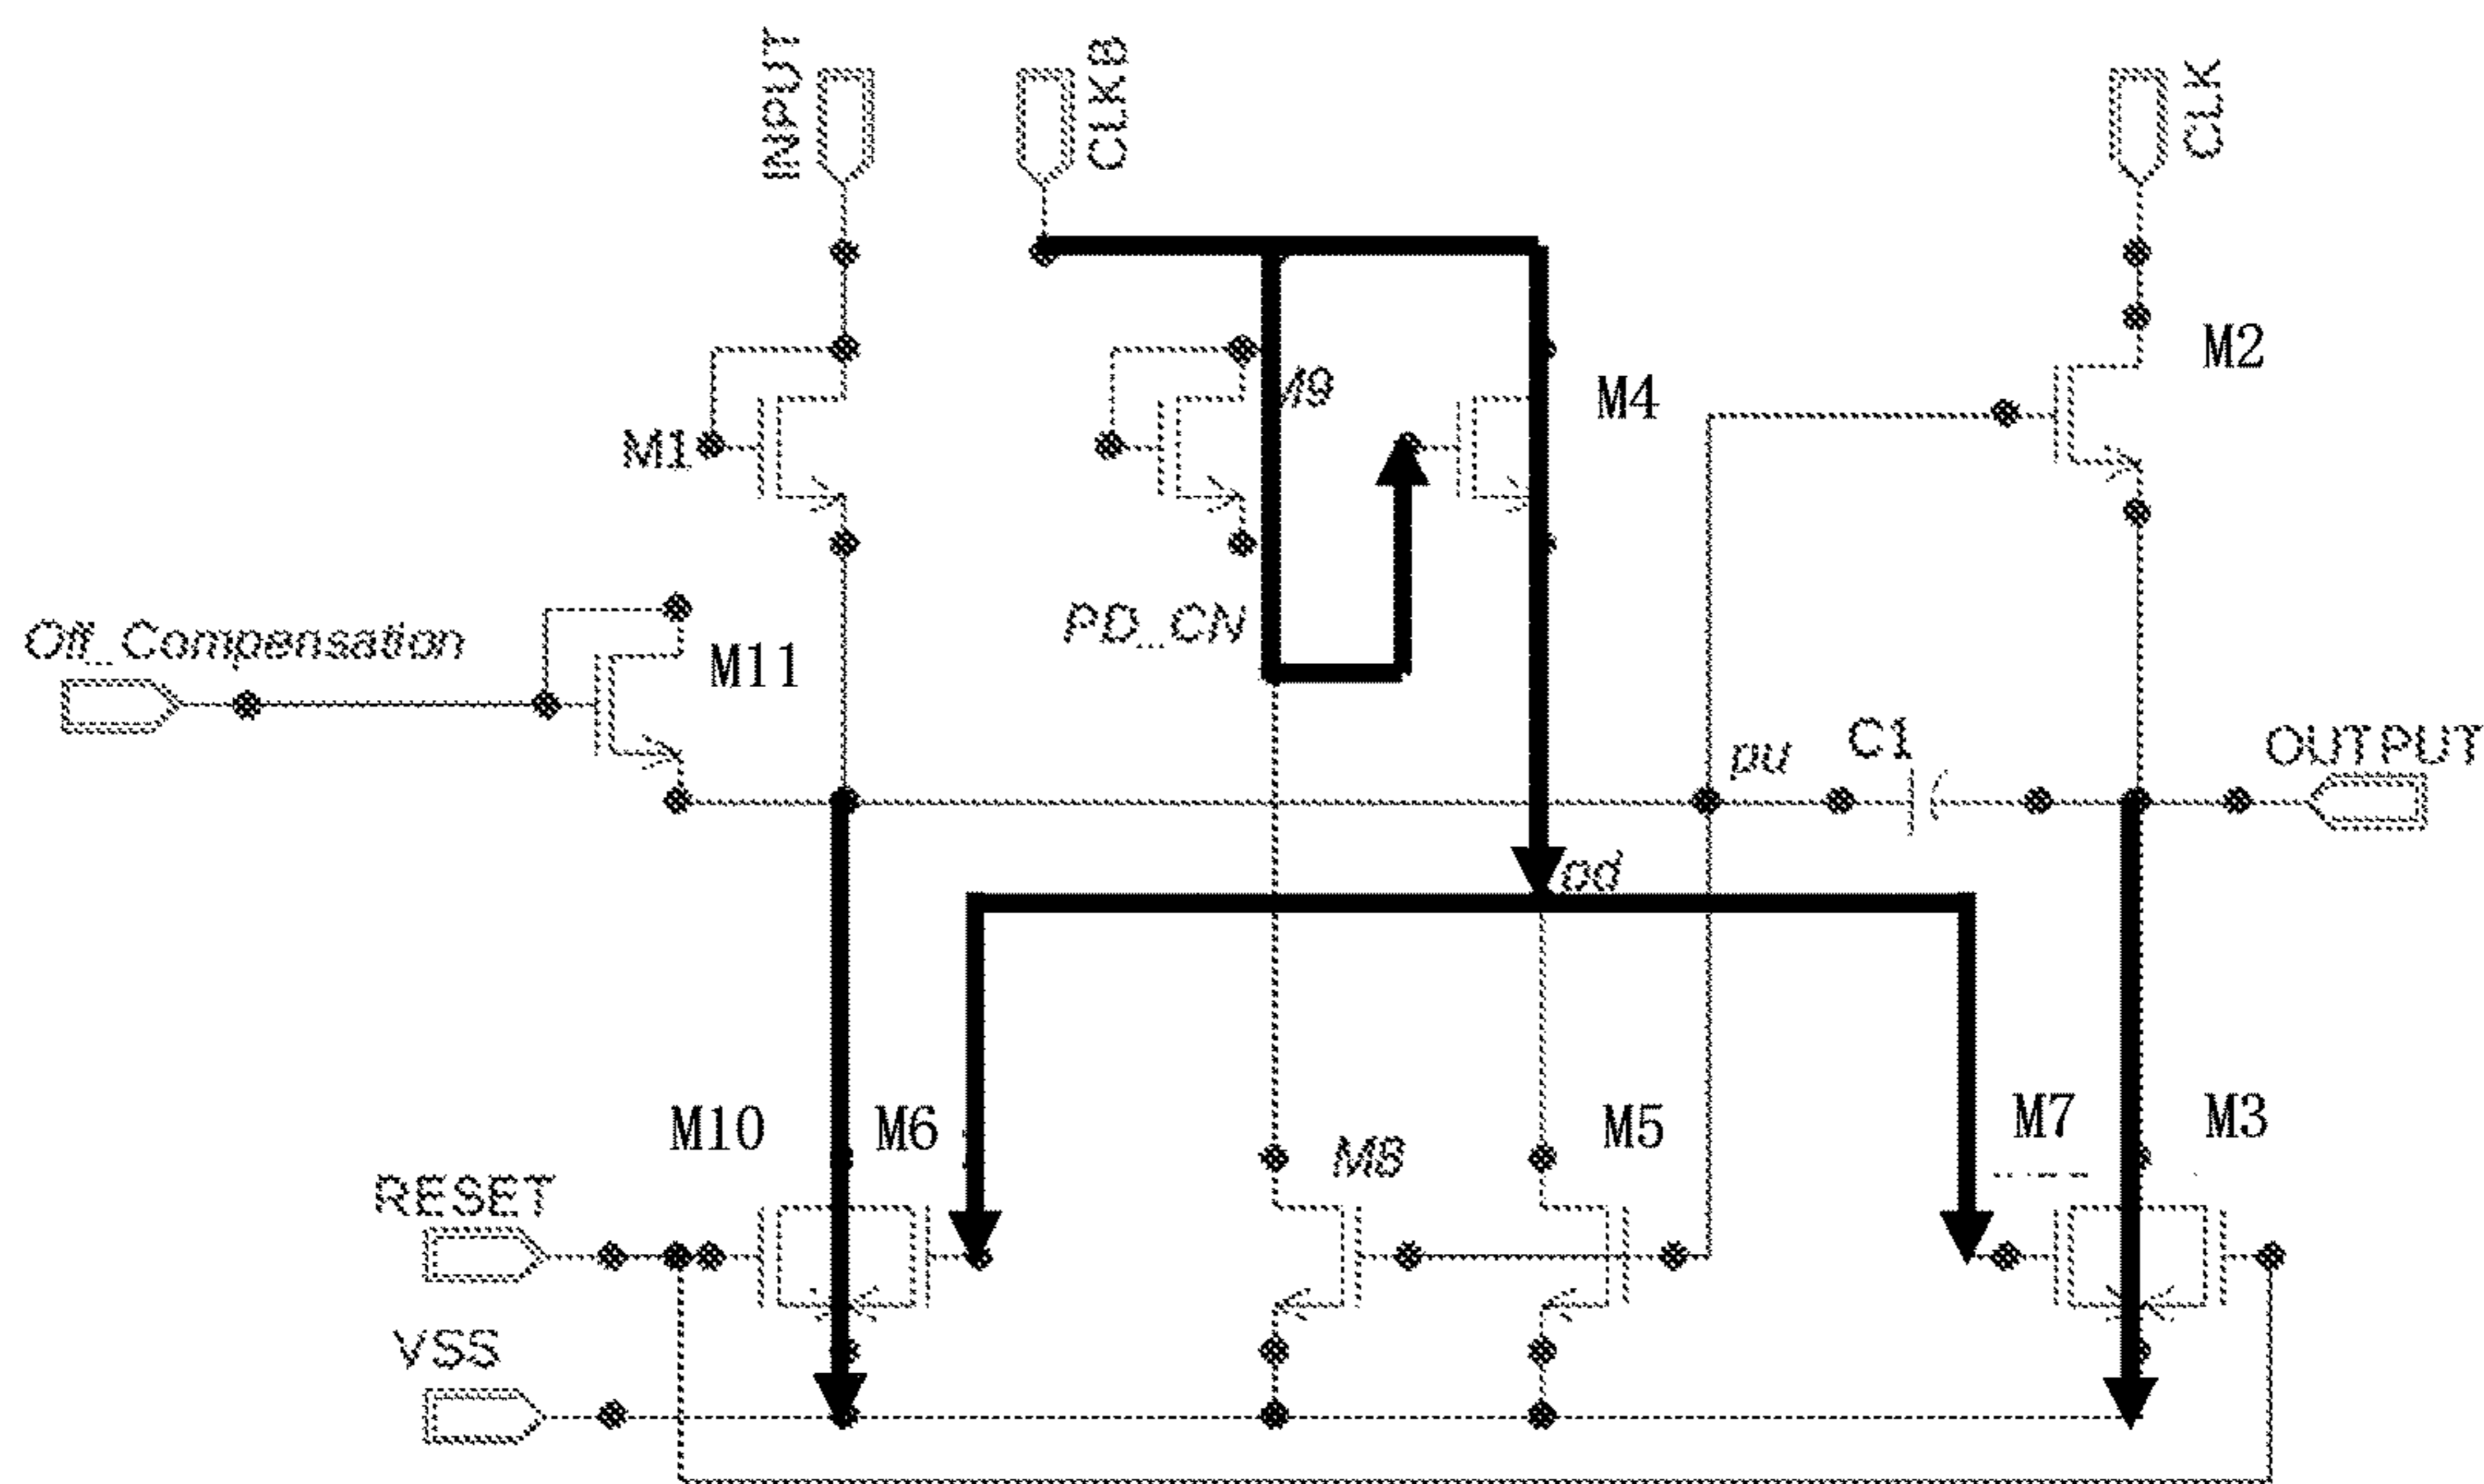 INPUT
CLKB
CLK
M1
M9
M4
M2
Off_Compensation
M11
PD_CN
pu
C1
OUTPUT
pd
M10
M6
M8
M5
M7
M3
RESET
VSS